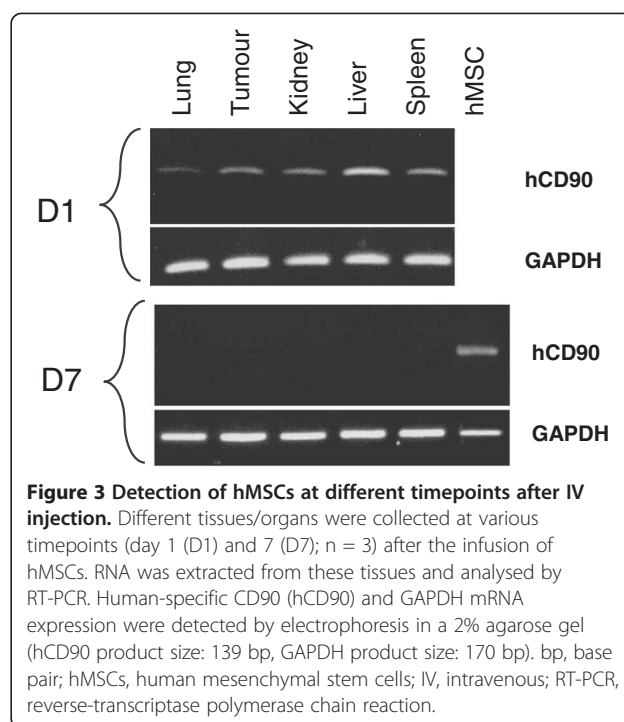 Lung Tumour Kidney Liver Spleen hMSC
hCD90
D1
GAPDH
hCD90
D7
GAPDH
Figure 3 Detection of hMSCs at different timepoints after IV
injection. Different tissues/organs were collected at various
timepoints (day 1 (D1) and 7 (D7); n = 3) after the infusion of
hMSCs. RNA was extracted from these tissues and analysed by
RT-PCR. Human-specific CD90 (hCD90) and GAPDH mRNA
expression were detected by electrophoresis in a 2% agarose gel
(hCD90 product size: 139 bp, GAPDH product size: 170 bp). bp, base
pair; hMSCs, human mesenchymal stem cells; IV, intravenous; RT-PCR,
reverse-transcriptase polymerase chain reaction.